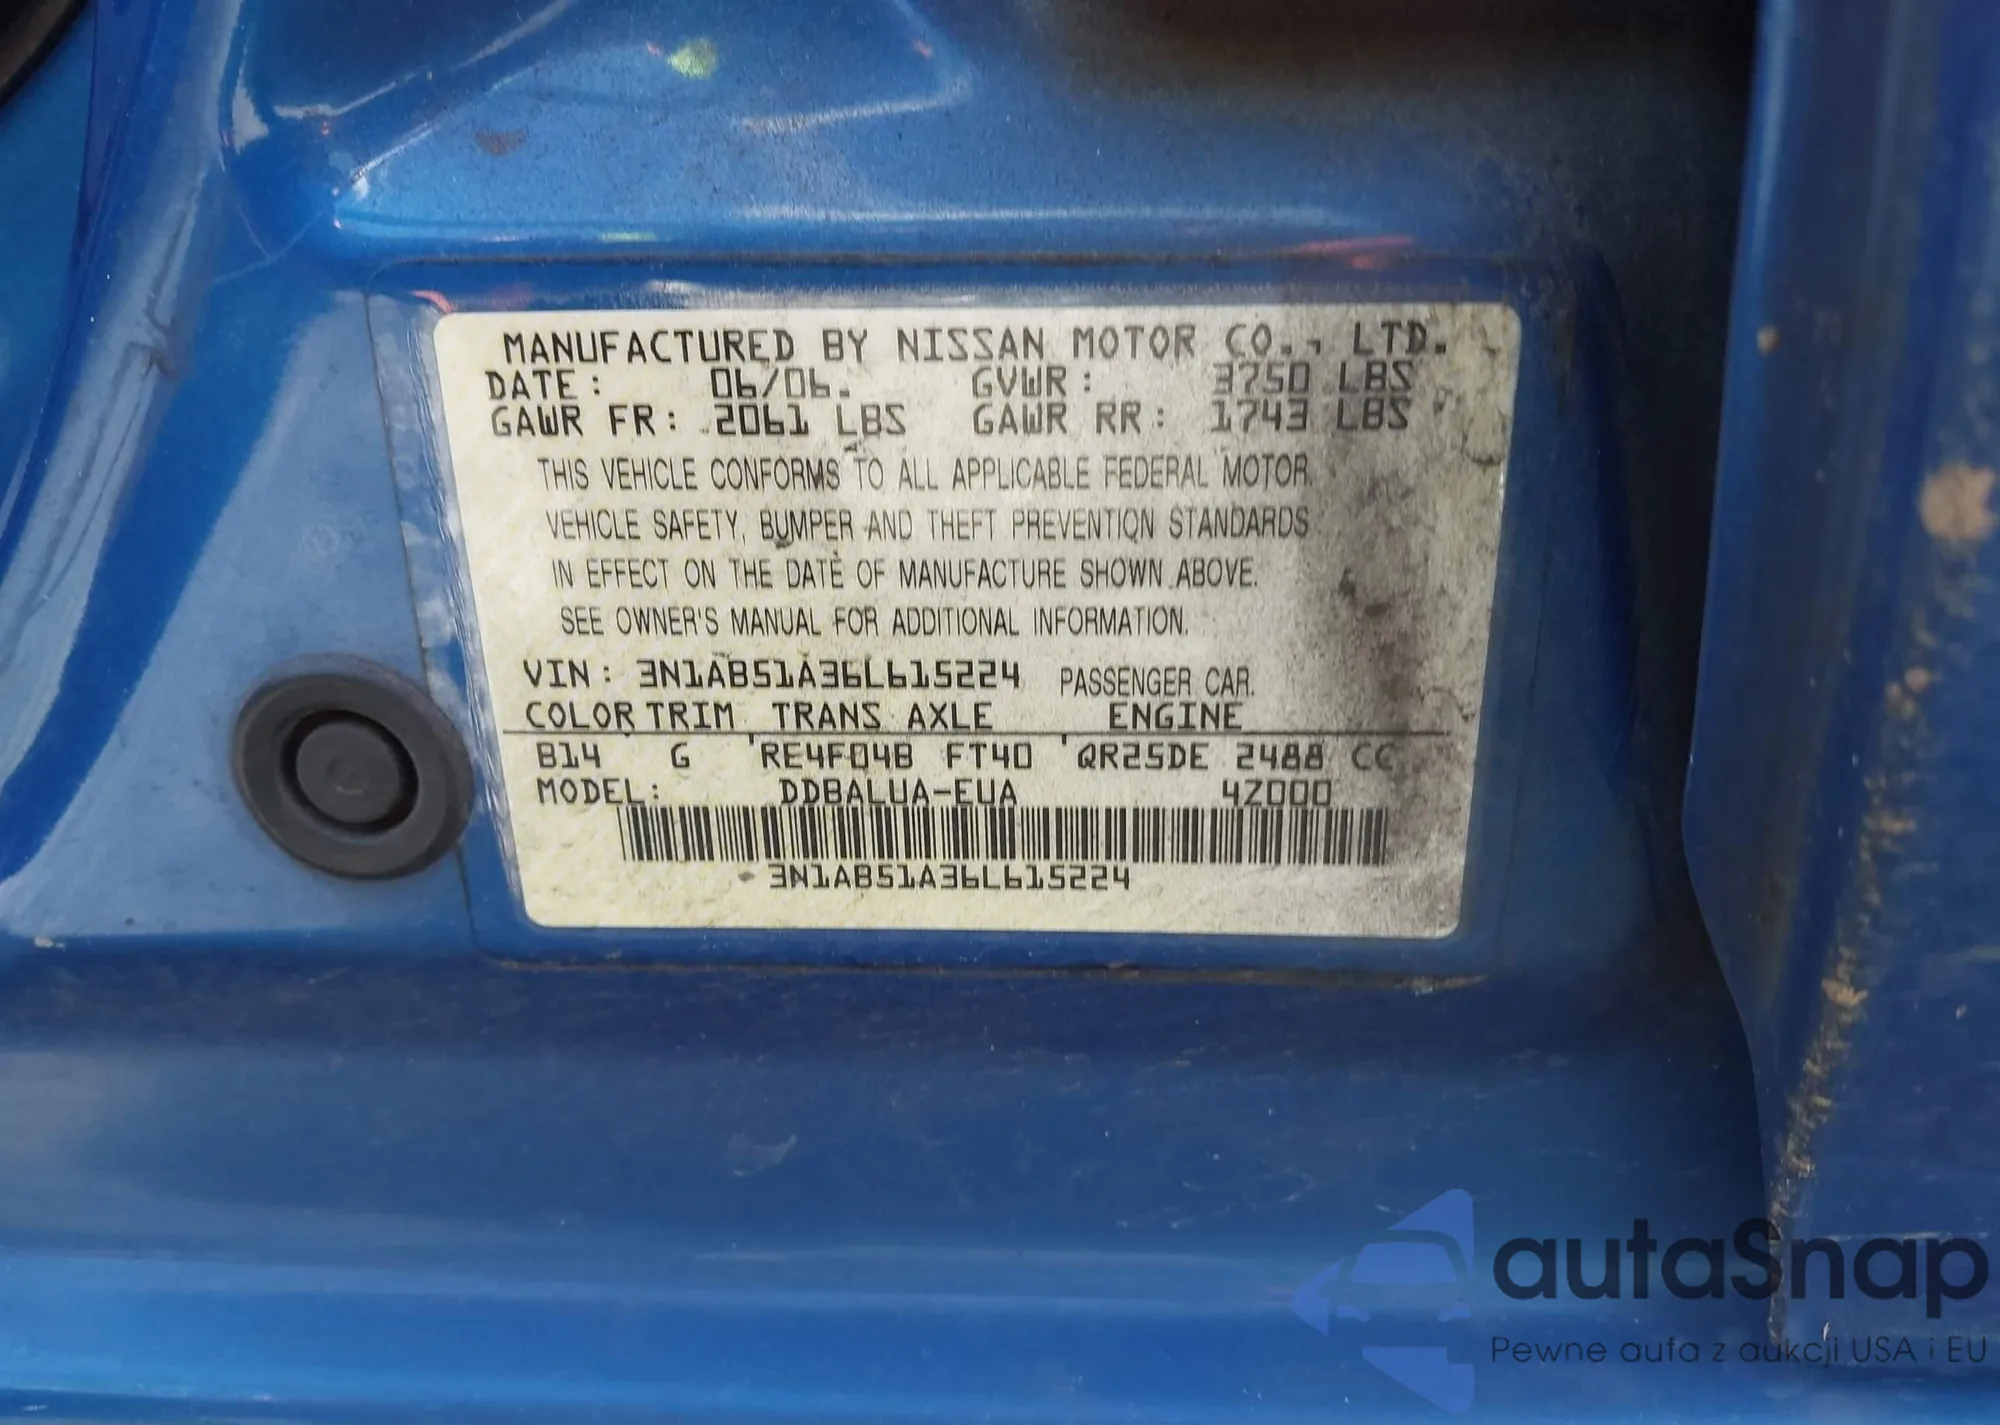 MANUFACTURED BY NISSAN MOTOR CO., LTD.
DATE: 06/06. GVWR: 3750 LBS
GAWR FR: 2061 LBS GAWR RR: 1743 LBS
THIS VEHICLE CONFORMS TO ALL APPLICABLE FEDERAL MOTOR
VEHICLE SAFETY, BUMPER AND THEFT PREVENTION STANDARDS
IN EFFECT ON THE DATE OF MANUFACTURE SHOWN ABOVE.
SEE OWNER'S MANUAL FOR ADDITIONAL INFORMATION.
VIN: 3N1AB51A36L615224 PASSENGER CAR.
COLOR TRIM TRANS AXLE ENGINE
B14 G RE4F04B FT40 QR25DE 2488 CC
MODEL: DDBALUA-EUA 4Z000
3N1AB51A36L615224
autaSnap
Pewne auta z aukcji USA i EU